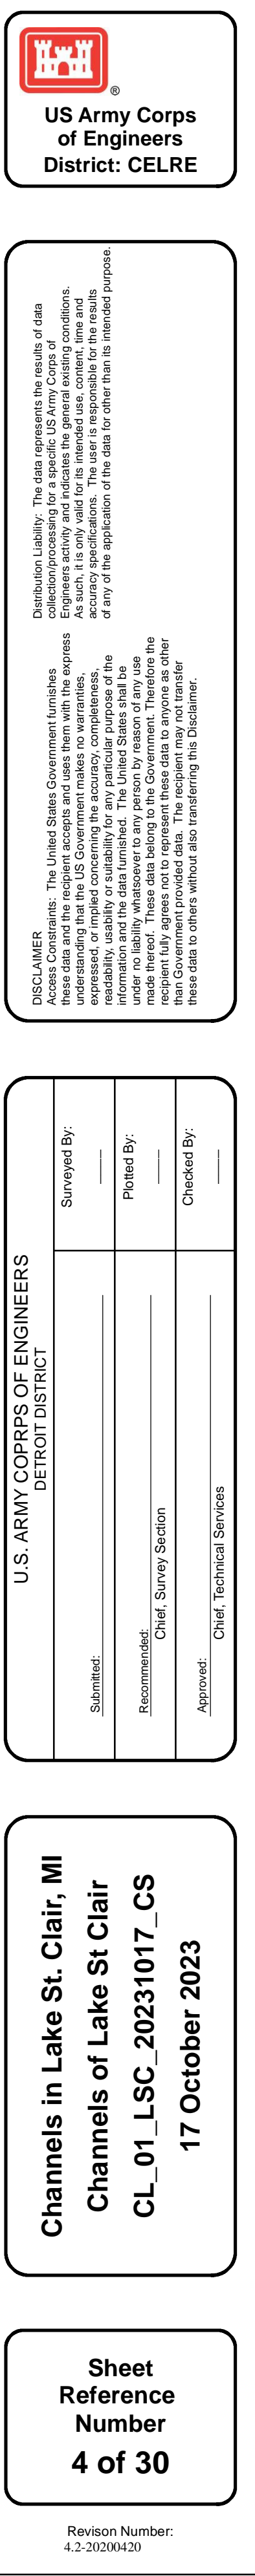 ®
US Army Corps
of Engineers
District: CELRE
DISCLAIMER
Access Constraints: The United States Government furnishes
these data and the recipient accepts and uses them with the express
understanding that the US Government makes no warranties,
expressed, or implied concerning the accuracy, completeness,
readability, usability or suitability for any particular purpose of the
information and the data furnished. The United States shall be
under no liability whatsoever to any person by reason of any use
made thereof. These data belong to the Government. Therefore the
recipient fully agrees not to represent these data to anyone as other
than Government provided data. The recipient may not transfer
these data to others without also transferring this Disclaimer.
Distribution Liability: The data represents the results of data
collection/processing for a specific US Army Corps of
Engineers activity and indicates the general existing conditions.
As such, it is only valid for its intended use, content, time and
accuracy specifications. The user is responsible for the results
of any of the application of the data for other than its intended purpose.
U.S. ARMY COPRPS OF ENGINEERS
DETROIT DISTRICT
Submitted:
Surveyed By:
Recommended:
Chief, Survey Section
Plotted By:
Approved:
Chief, Technical Services
Checked By:
Channels in Lake St. Clair, MI
Channels of Lake St Clair
CL_01_LSC_20231017_CS
17 October 2023
Sheet
Reference
Number
4 of 30
Revison Number:
4.2-20200420